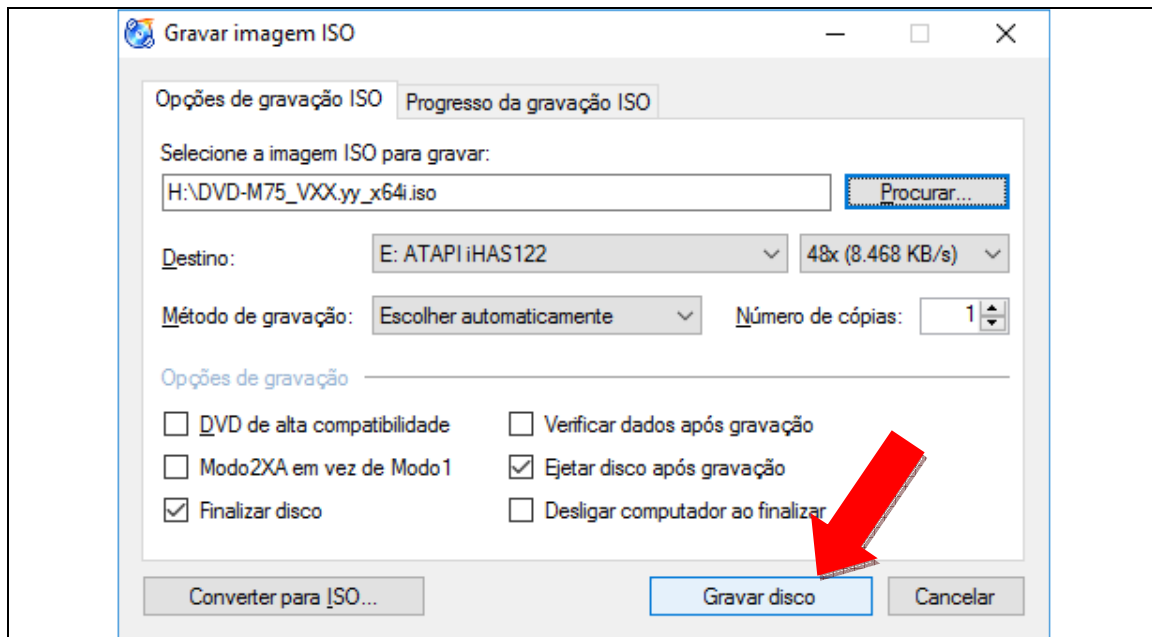 Gravar imagem ISO
Opções de gravação ISO Progresso da gravação ISO
Selecione a imagem ISO para gravar:
H:\DVD-M75_VXX.yy_x64i.iso Procurar...
Destino: E: ATAPI iHAS122 48x (8.468 KB/s)
Método de gravação: Escolher automaticamente Número de cópias: 1
Opções de gravação
DVD de alta compatibilidade Verificar dados após gravação
Modo2XA em vez de Modo1 Ejetar disco após gravação
Finalizar disco Desligar computador ao finalizar
Converter para ISO... Gravar disco Cancelar